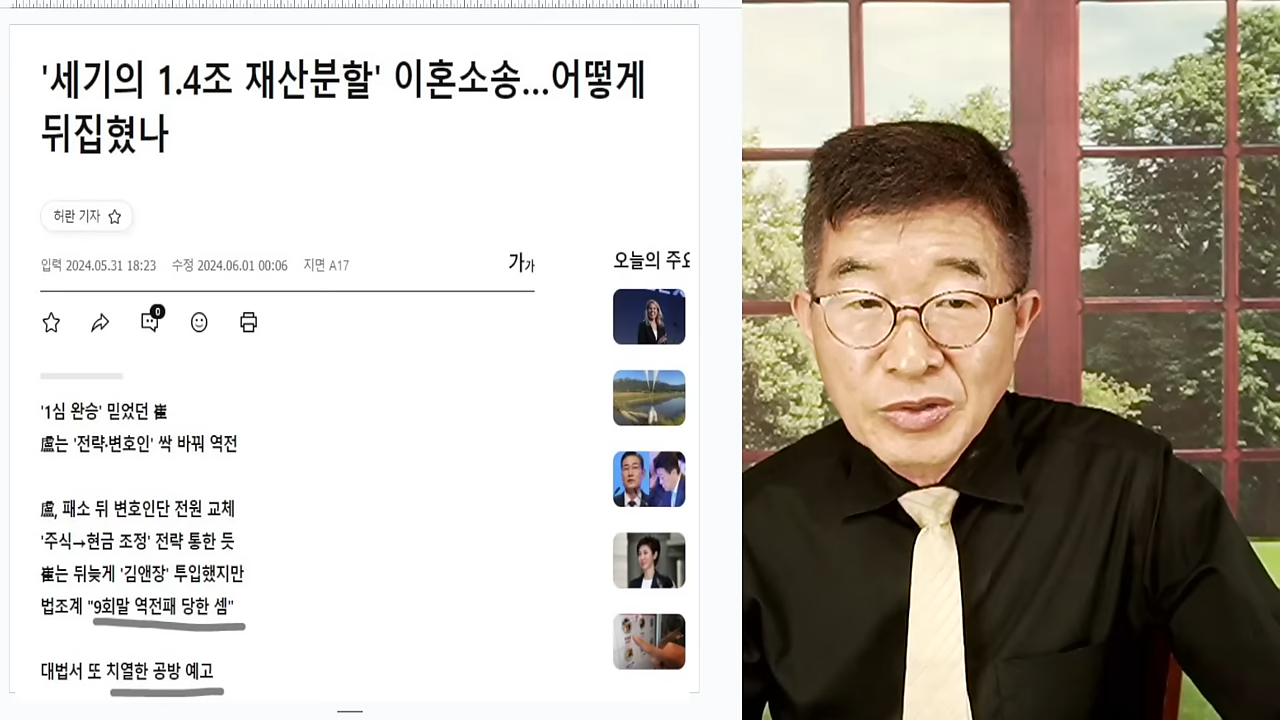 '세기의 1.4조 재산분할' 이혼소송...어떻게
뒤집혔나
허란 기자
입력 2024.05.31 18:23 수정 2024.06.01 00:06 지면 A17
가가
오늘의 주요
0
'1심 완승' 믿었던 崔
盧는 '전략·변호인' 싹 바꿔 역전
盧, 패소 뒤 변호인단 전원 교체
'주식→현금 조정' 전략 통한 듯
崔는 뒤늦게 '김앤장' 투입했지만
법조계 "9회말 역전패 당한 셈"
대법서 또 치열한 공방 예고